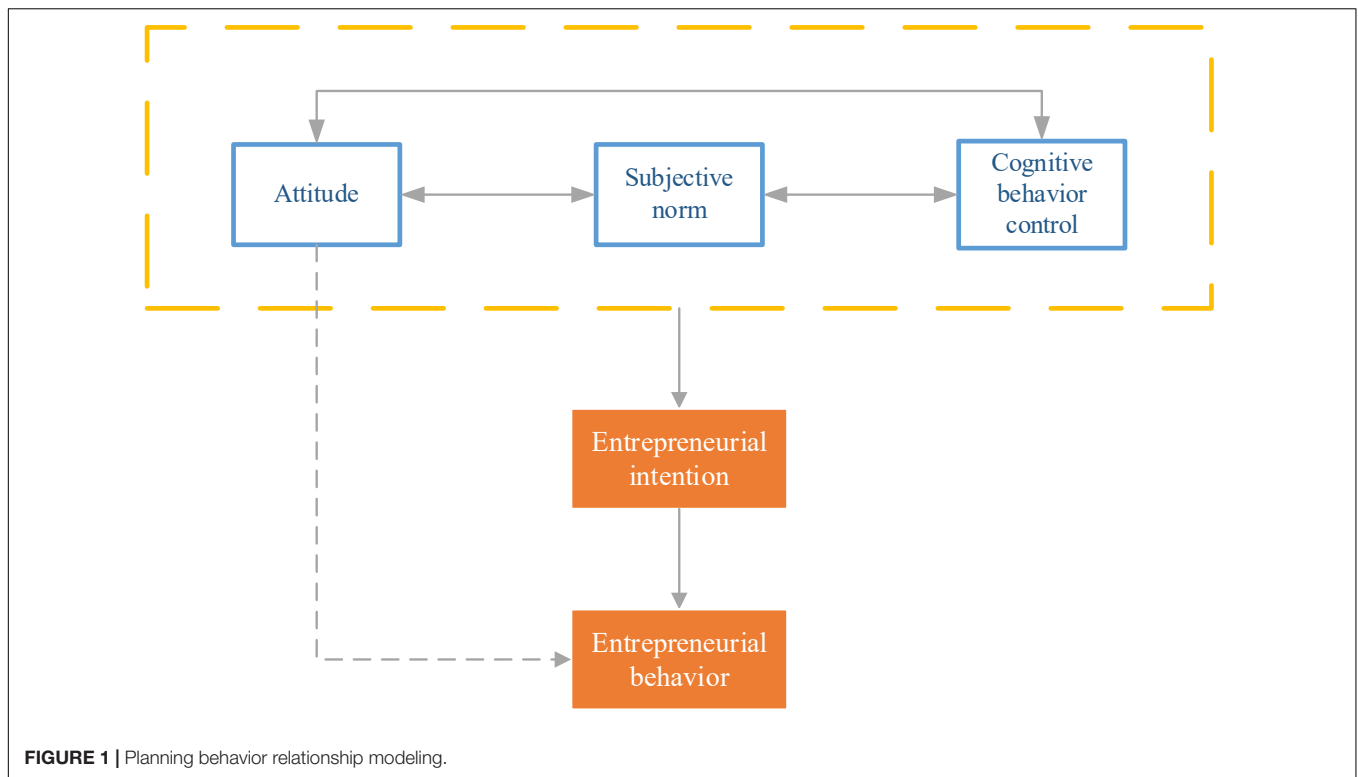 Attitude
Subjective
norm
Cognitive
behavior
control
Entrepreneurial
intention
Entrepreneurial
behavior
FIGURE 1 | Planning behavior relationship modeling.